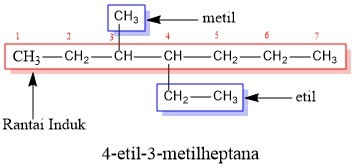 CH₃ metil
1 2 3 4 5 6 7
CH₃—CH₂—CH—CH—CH₂—CH₂—CH₃
CH₂—CH₃ etil
Rantai Induk
4-etil-3-metilheptana